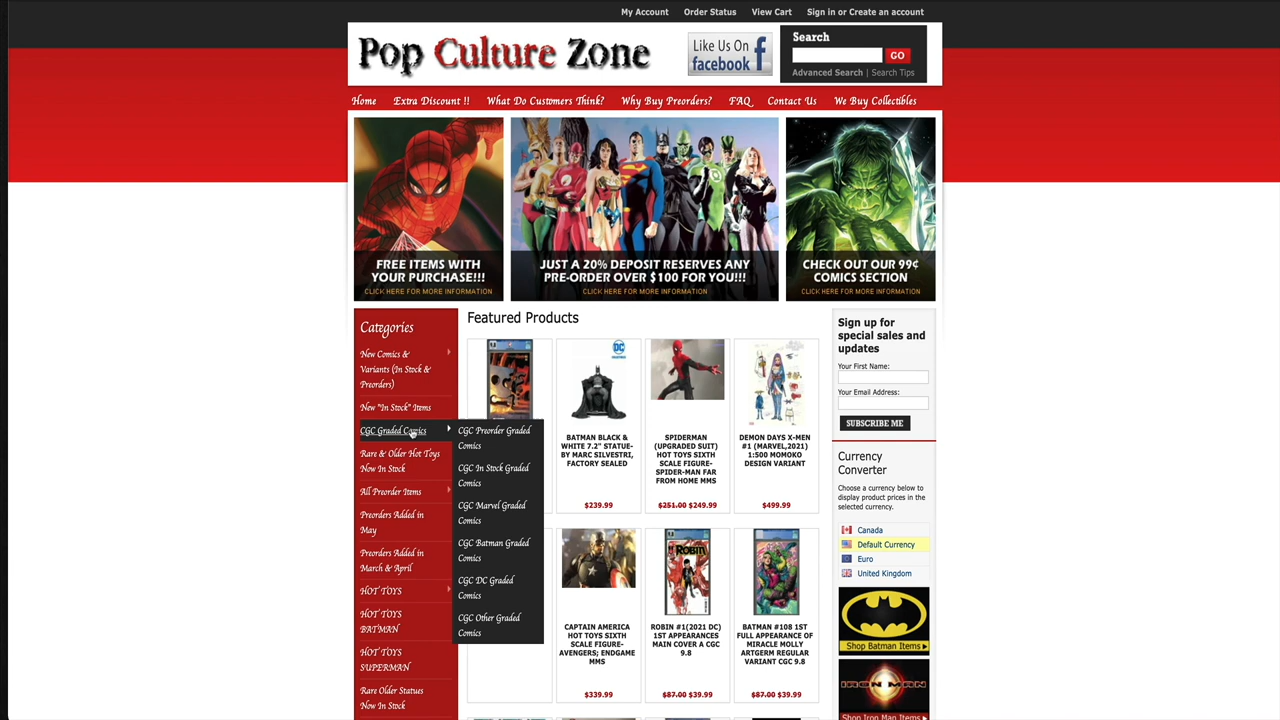 My Account Order Status View Cart Sign in or Create an account
Pop Culture Zone
Like Us On
facebook
Search
GO
Advanced Search | Search Tips
Home Extra Discount !! What Do Customers Think? Why Buy Preorders? FAQ Contact Us We Buy Collectibles
FREE ITEMS WITH
YOUR PURCHASE!!!
CLICK HERE FOR MORE INFORMATION
JUST A 20% DEPOSIT RESERVES ANY
PRE-ORDER OVER $100 FOR YOU!!!
CLICK HERE FOR MORE INFORMATION
CHECK OUT OUR 99¢
COMICS SECTION
CLICK HERE FOR MORE INFORMATION
Categories
New Comics &
Variants (In Stock &
Preorders)
New "In Stock" Items
CGC Graded Comics
Rare & Older Hot Toys
Now In Stock
All Preorder Items
Preorders Added in
May
Preorders Added in
March & April
HOT TOYS
HOT TOYS
BATMAN
HOT TOYS
SUPERMAN
Rare Older Statues
Now In Stock
CGC Preorder Graded
Comics
CGC In Stock Graded
Comics
CGC Marvel Graded
Comics
CGC Batman Graded
Comics
CGC DC Graded
Comics
CGC Other Graded
Comics
Featured Products
DC
BATMAN BLACK &
WHITE 7.2" STATUE-
BY MARC SILVESTRI,
FACTORY SEALED
$239.99
SPIDERMAN
(UPGRADED SUIT)
HOT TOYS SIXTH
SCALE FIGURE-
SPIDER-MAN FAR
FROM HOME MMS
$251.00 $249.99
DEMON DAYS X-MEN
#1 (MARVEL,2021)
1:500 MOMOKO
DESIGN VARIANT
$499.99
CAPTAIN AMERICA
HOT TOYS SIXTH
SCALE FIGURE-
AVENGERS; ENDGAME
MMS
$339.99
ROBIN
ROBIN #1(2021 DC)
1ST APPEARANCES
MAIN COVER A CGC
9.8
$87.00 $39.99
BATMAN #108 1ST
FULL APPEARANCE OF
MIRACLE MOLLY
ARTGERM REGULAR
VARIANT CGC 9.8
$87.00 $39.99
Sign up for
special sales and
updates
Your First Name:
Your Email Address:
SUBSCRIBE ME
Currency
Converter
Choose a currency below to
display product prices in the
selected currency.
Canada
Default Currency
Euro
United Kingdom
Shop Batman Items
IRON MAN
Shop Iron Man Items